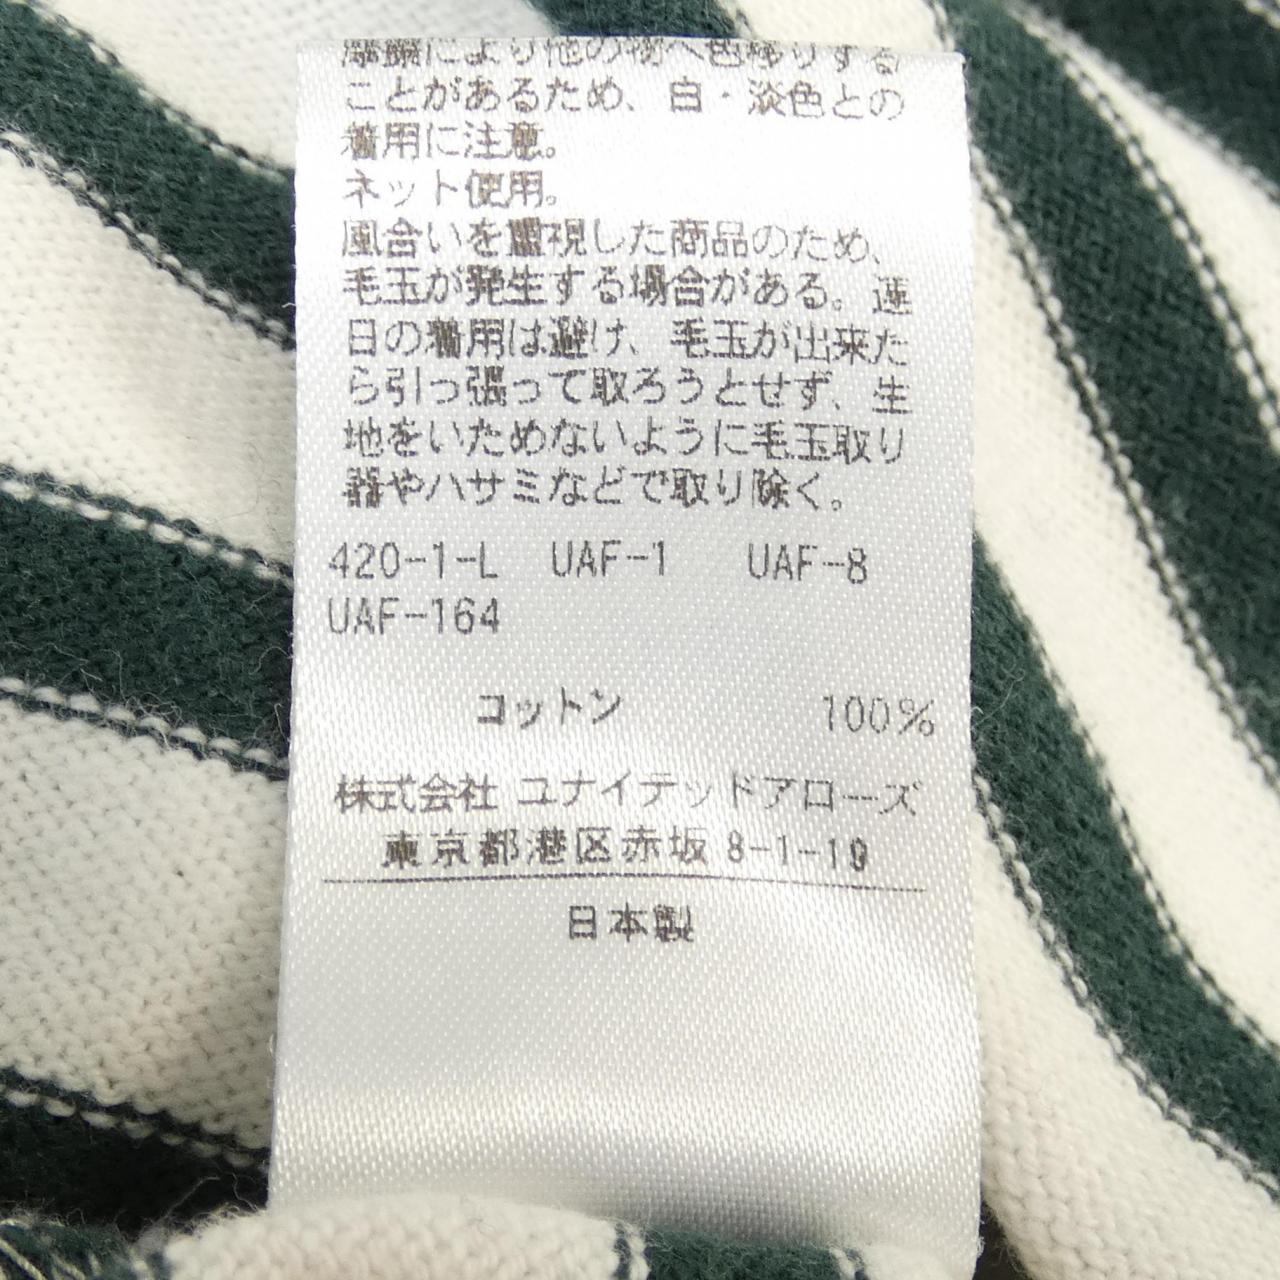 摩擦により他の物へ色移りする
ことがあるため、白・淡色との
着用に注意。
ネット使用。
風合いを重視した商品のため、
毛玉が発生する場合がある。連
日の着用は避け、毛玉が出来た
ら引っ張って取ろうとせず、生
地をいためないように毛玉取り
器やハサミなどで取り除く。
420-1-L UAF-1 UAF-8
UAF-164
コットン 100%
株式会社 ユナイテッドアローズ
東京都港区赤坂 8-1-19
日本製